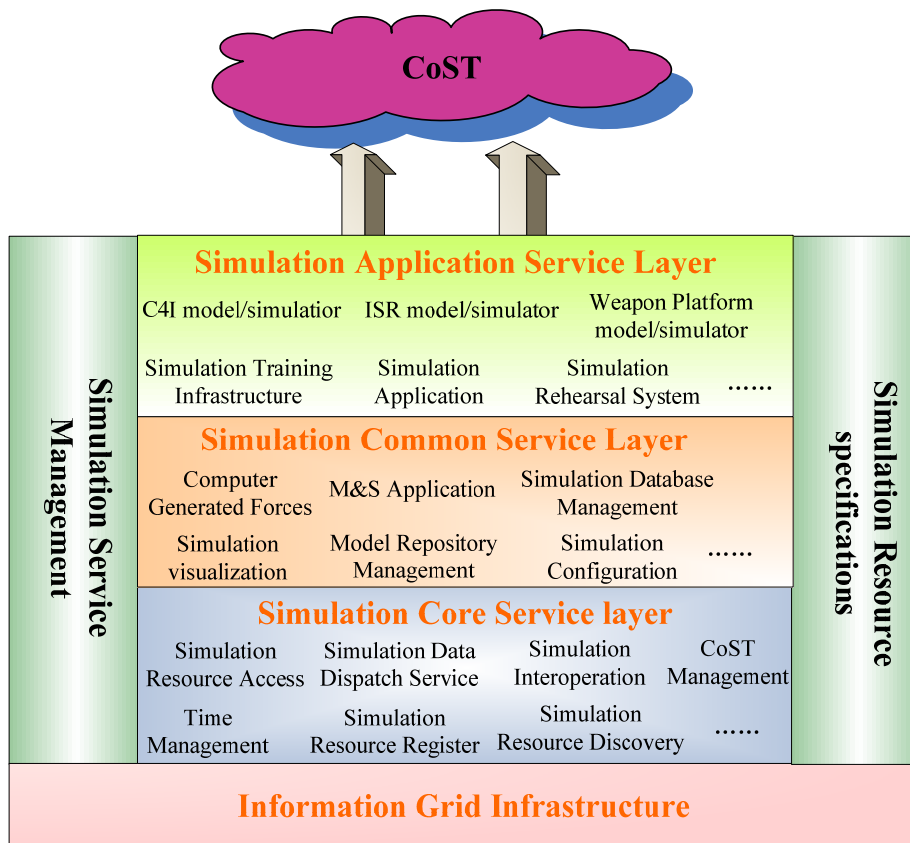 CoST
Simulation Application Service Layer
C4I model/simulatior
ISR model/simulator
Weapon Platform
model/simulator
Simulation Training
Infrastructure
Simulation
Application
Simulation
Rehearsal System
......
Simulation Common Service Layer
Computer
Generated Forces
M&S Application
Simulation Database
Management
Simulation
visualization
Model Repository
Management
Simulation
Configuration
......
Simulation Core Service layer
Simulation
Resource Access
Simulation Data
Dispatch Service
Simulation
Interoperation
CoST
Management
Time
Management
Simulation
Resource Register
Simulation
Resource Discovery
......
Simulation Service
Management
Simulation Resource
specifications
Information Grid Infrastructure